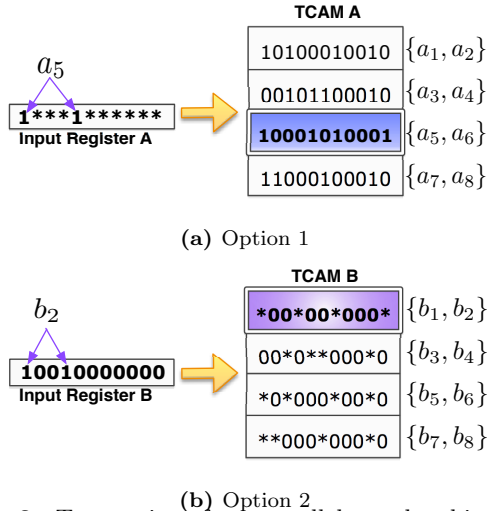 TCAM A
a5
10100010010 {a1, a2}
00101100010 {a3, a4}
1***1******
Input Register A
10001010001 {a5, a6}
11000100010 {a7, a8}
(a) Option 1
TCAM B
b2
*00*00*000* {b1, b2}
00*0**000*0 {b3, b4}
10010000000
Input Register B
*0*000*00*0 {b5, b6}
**000*000*0 {b7, b8}
(b) Option 2